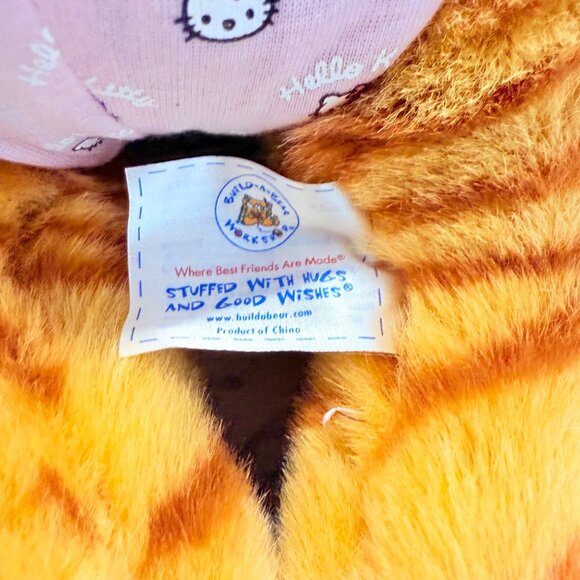 Hello Kitty
Hello K
BUILD-A-BEAR
WORKSHOP
Where Best Friends Are Made®
STUFFED WITH HUGS
AND GOOD WISHES®
www.buildabear.com
Product of China